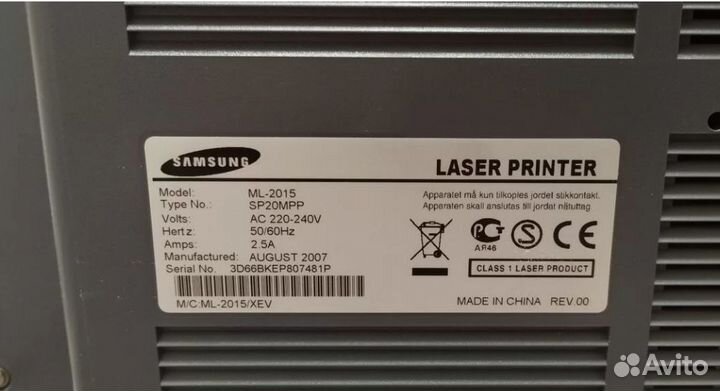 SAMSUNG
LASER PRINTER
Model: ML-2015
Type No.: SP20MPP
Volts: AC 220-240V
Hertz: 50/60Hz
Amps: 2.5A
Manufactured: AUGUST 2007
Serial No. 3D66BKEP807481P
M/C:ML-2015/XEV
Apparatet må kun tilkoples jordet stikkontakt.
Apparaten skall anslutas till jordat nätuttag.
РСТ
АЯ46
S
CE
CLASS 1 LASER PRODUCT
MADE IN CHINA REV.00
Avito